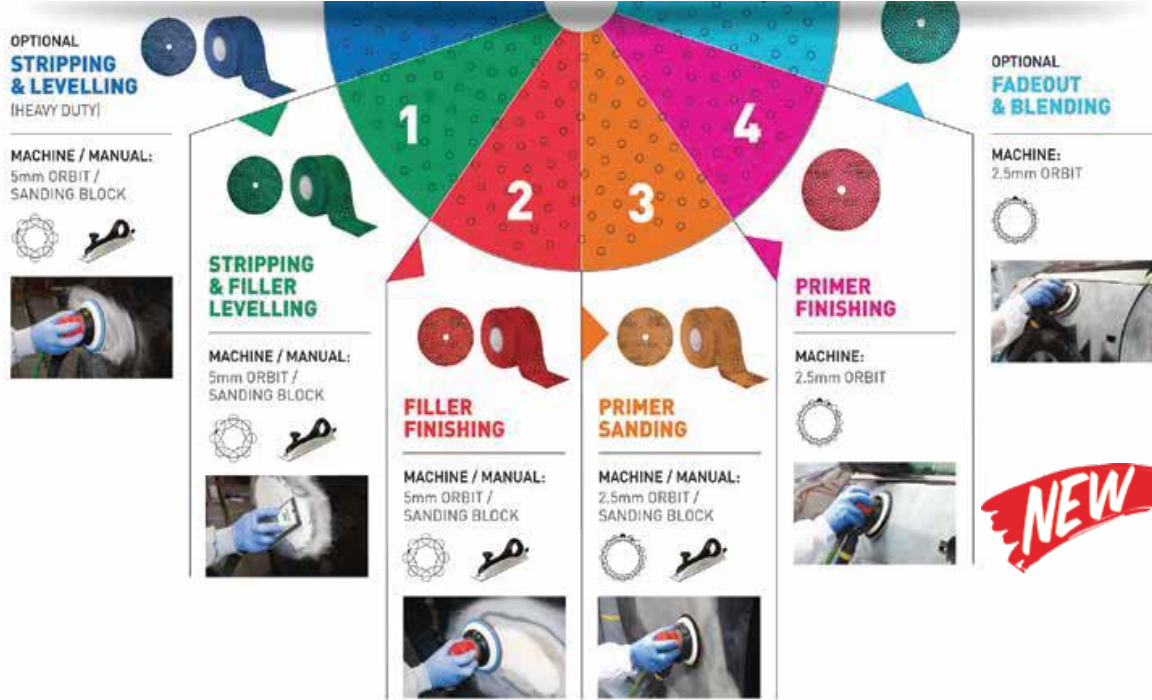 OPTIONAL
STRIPPING
& LEVELLING
(HEAVY DUTY)
MACHINE / MANUAL:
5mm ORBIT /
SANDING BLOCK
1
STRIPPING
& FILLER
LEVELLING
MACHINE / MANUAL:
5mm ORBIT /
SANDING BLOCK
2
FILLER
FINISHING
MACHINE / MANUAL:
5mm ORBIT /
SANDING BLOCK
3
PRIMER
SANDING
MACHINE / MANUAL:
2.5mm ORBIT /
SANDING BLOCK
4
PRIMER
FINISHING
MACHINE:
2.5mm ORBIT
OPTIONAL
FADEOUT
& BLENDING
MACHINE:
2.5mm ORBIT
NEW